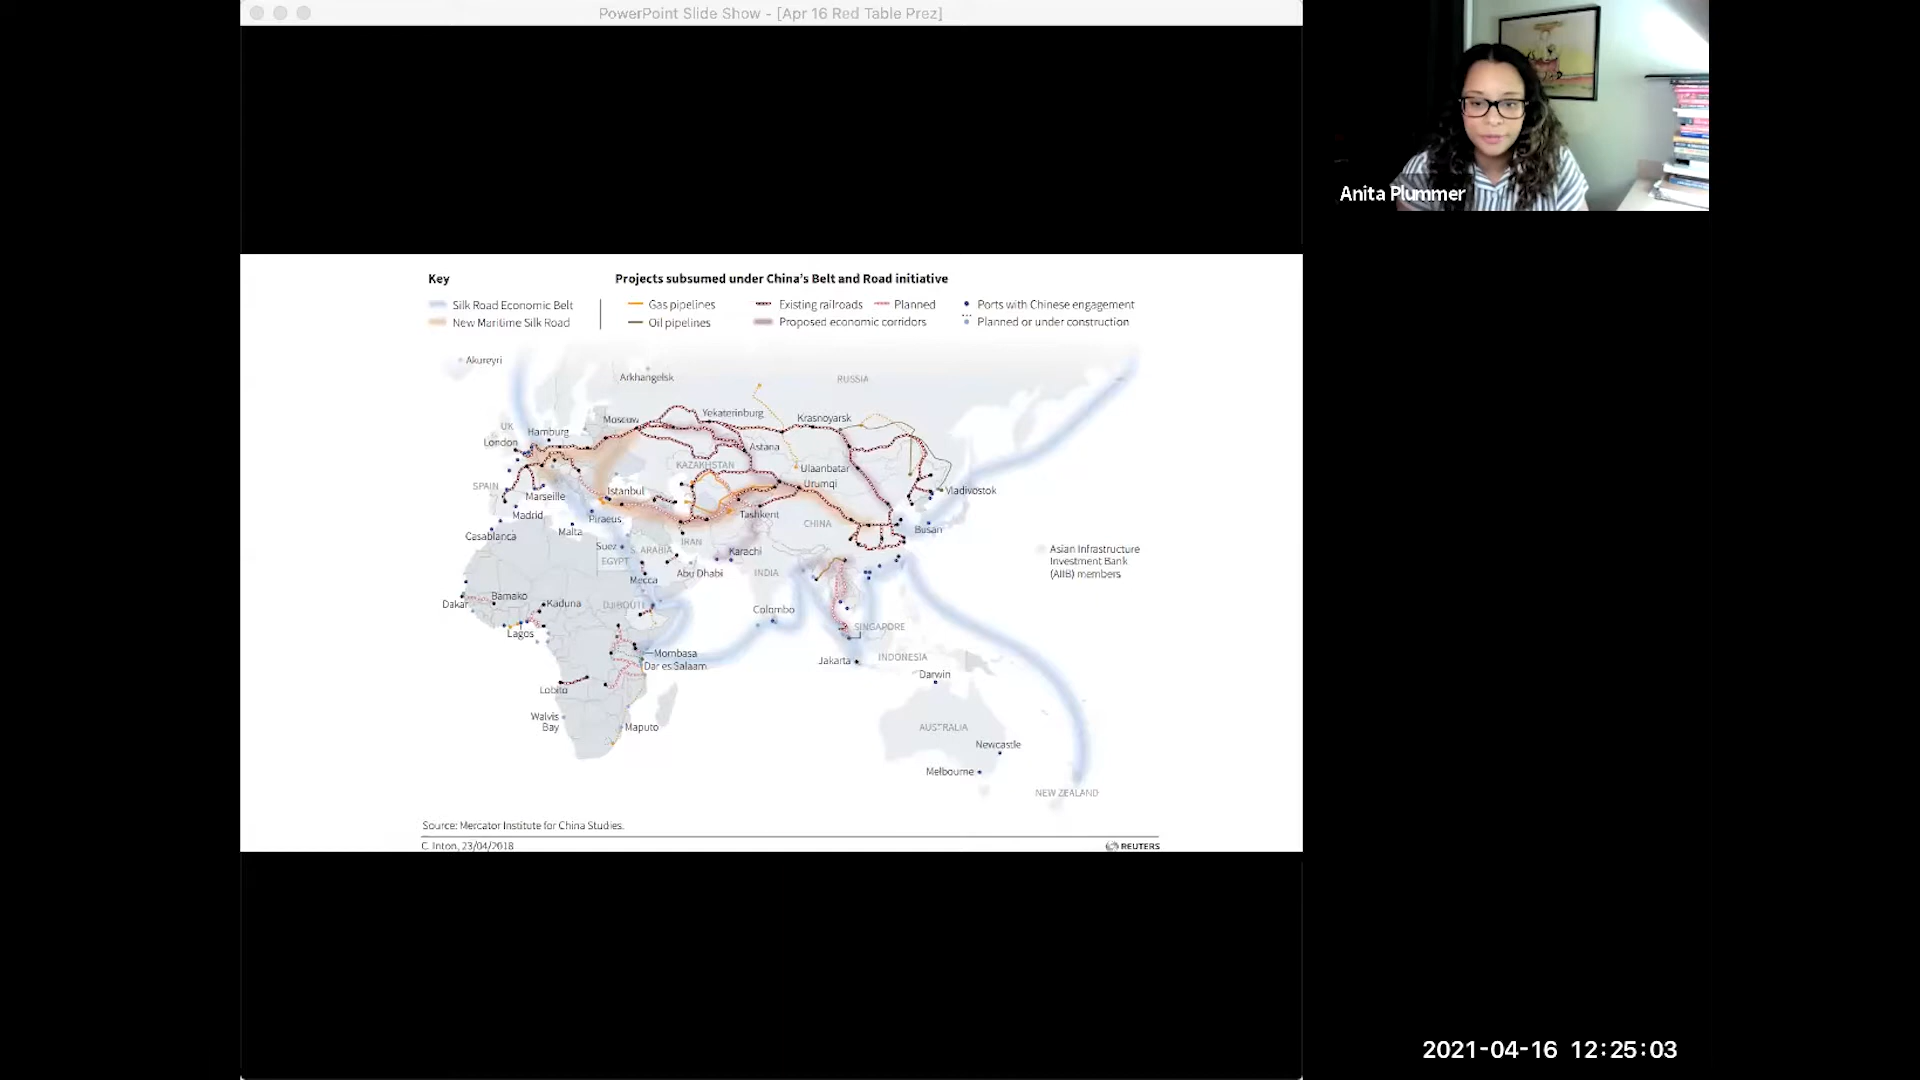 PowerPoint Slide Show - [Apr 16 Red Table Prez]
Anita Plummer
Key
Projects subsumed under China's Belt and Road initiative
Silk Road Economic Belt
New Maritime Silk Road
Gas pipelines
Oil pipelines
Existing railroads
Planned
Proposed economic corridors
Ports with Chinese engagement
Planned or under construction
Akureyri
Arkhangelsk
RUSSIA
Moscow
Yekaterinburg
Krasnoyarsk
UK
Hamburg
London
Astana
KAZAKHSTAN
Ulaanbatar
Urumqi
SPAIN
Marseille
Istanbul
Vladivostok
Madrid
Piraeus
Tashkent
CHINA
Busan
Malta
Casablanca
Suez
S. ARABIA
IRAN
Karachi
EGYPT
Abu Dhabi
INDIA
Mecca
Asian Infrastructure
Investment Bank
(AIIB) members
Dakar
Bamako
Kaduna
DJIBOUTI
Colombo
Lagos
SINGAPORE
Mombasa
Dar es Salaam
Jakarta
INDONESIA
Darwin
Lobito
Walvis
Bay
Maputo
AUSTRALIA
Newcastle
Melbourne
NEW ZEALAND
Source: Mercator Institute for China Studies.
C. Inton, 23/04/2018
REUTERS
2021-04-16 12:25:03